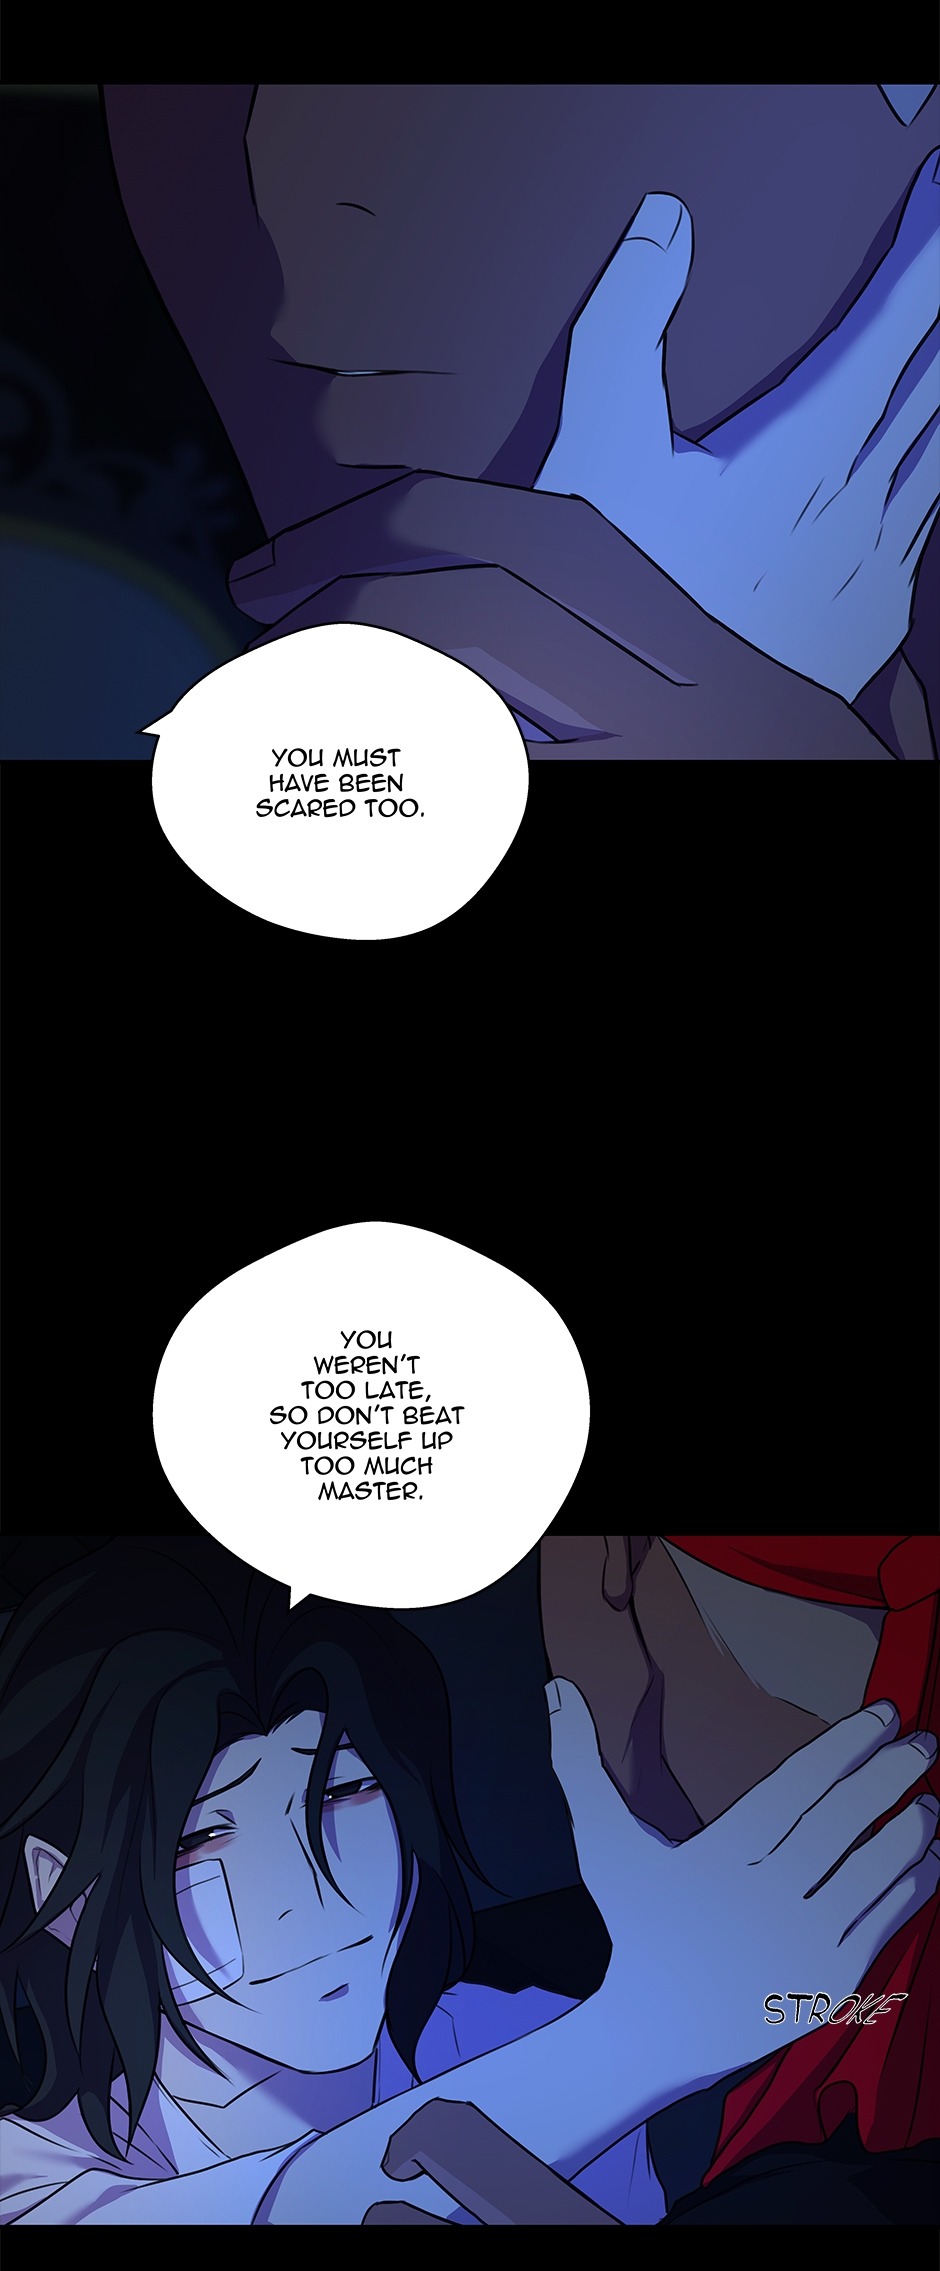 YOU MUST
HAVE BEEN
SCARED TOO.
YOU
WEREN'T
TOO LATE,
SO DON'T BEAT
YOURSELF UP
TOO MUCH
MASTER.
STROKE